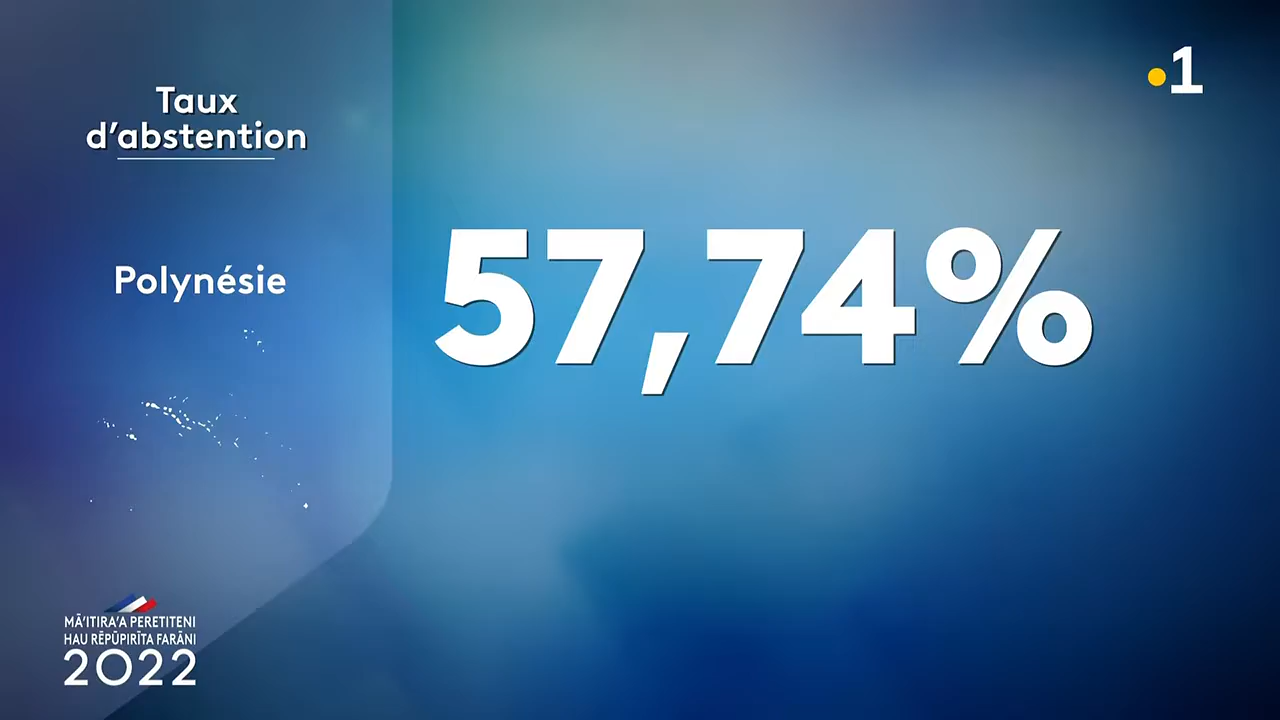 Taux
d'abstention
Polynésie
57,74%
1
MĀ'ITIRA'A PERETITENI
HAU RĒPŪPIRĪTA FARĀNI
2022